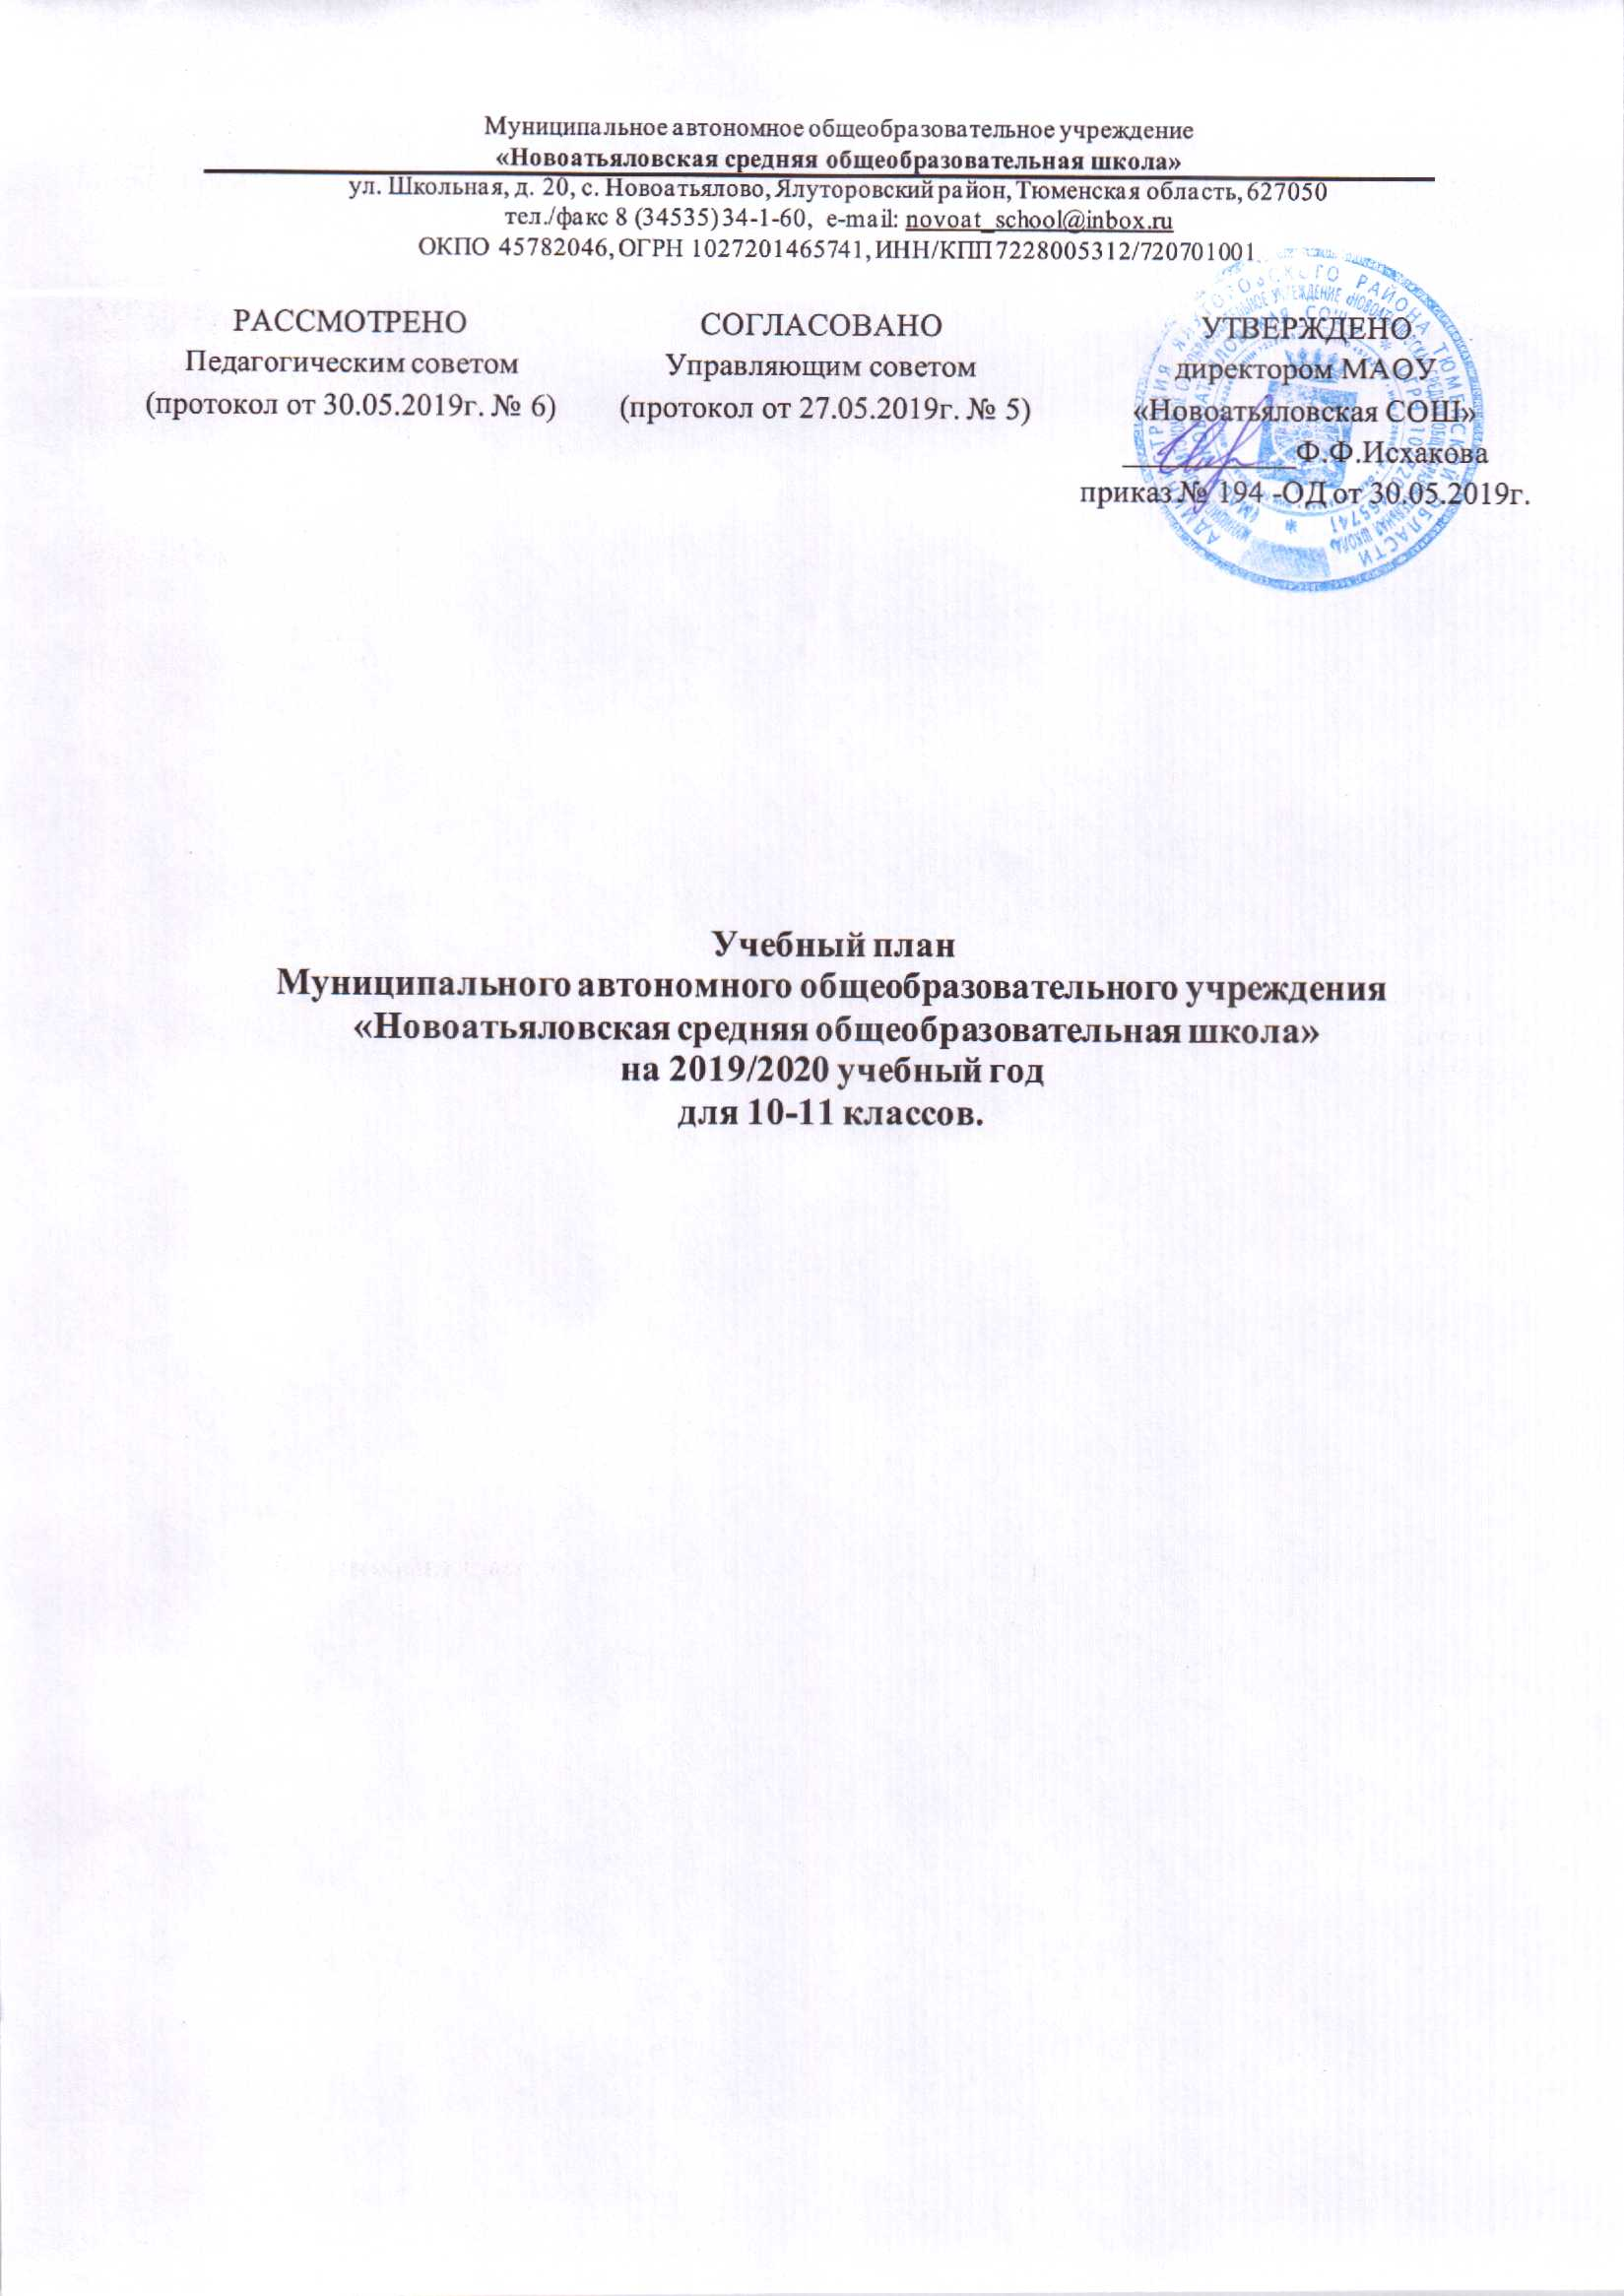 Муниципальное автономное общеобразовательное учреждение
«Новоатьяловская средняя общеобразовательная школа»
ул. Школьная, д. 20, с. Новоатьялово, Ялуторовский район, Тюменская область, 627050
тел./факс 8 (34535) 34-1-60, e-mail: novoat_school@inbox.ru
ОКПО 45782046, ОГРН 1027201465741, ИНН/КПП 7228005312/720701001
РАССМОТРЕНО
Педагогическим советом
(протокол от 30.05.2019г. № 6)
СОГЛАСОВАНО
Управляющим советом
(протокол от 27.05.2019г. № 5)
УТВЕРЖДЕНО
директором МАОУ
«Новоатьяловская СОШ»
Ф.Ф.Исхакова
приказ № 194 -ОД от 30.05.2019г.
Учебный план
Муниципального автономного общеобразовательного учреждения
«Новоатьяловская средняя общеобразовательная школа»
на 2019/2020 учебный год
для 10-11 классов.